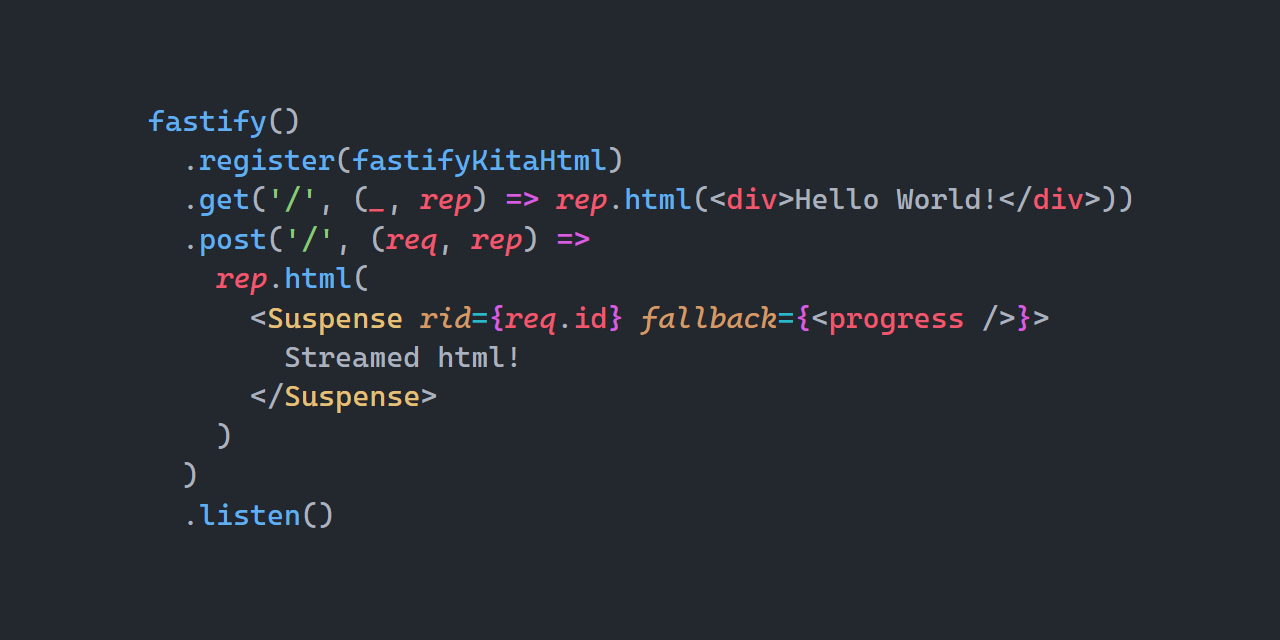 fastify()
  .register(fastifyKitaHtml)
  .get('/', (_, rep) => rep.html(<div>Hello World!</div>))
  .post('/', (req, rep) =>
    rep.html(
      <Suspense rid={req.id} fallback={<progress />}>
        Streamed html!
      </Suspense>
    )
  )
  .listen()